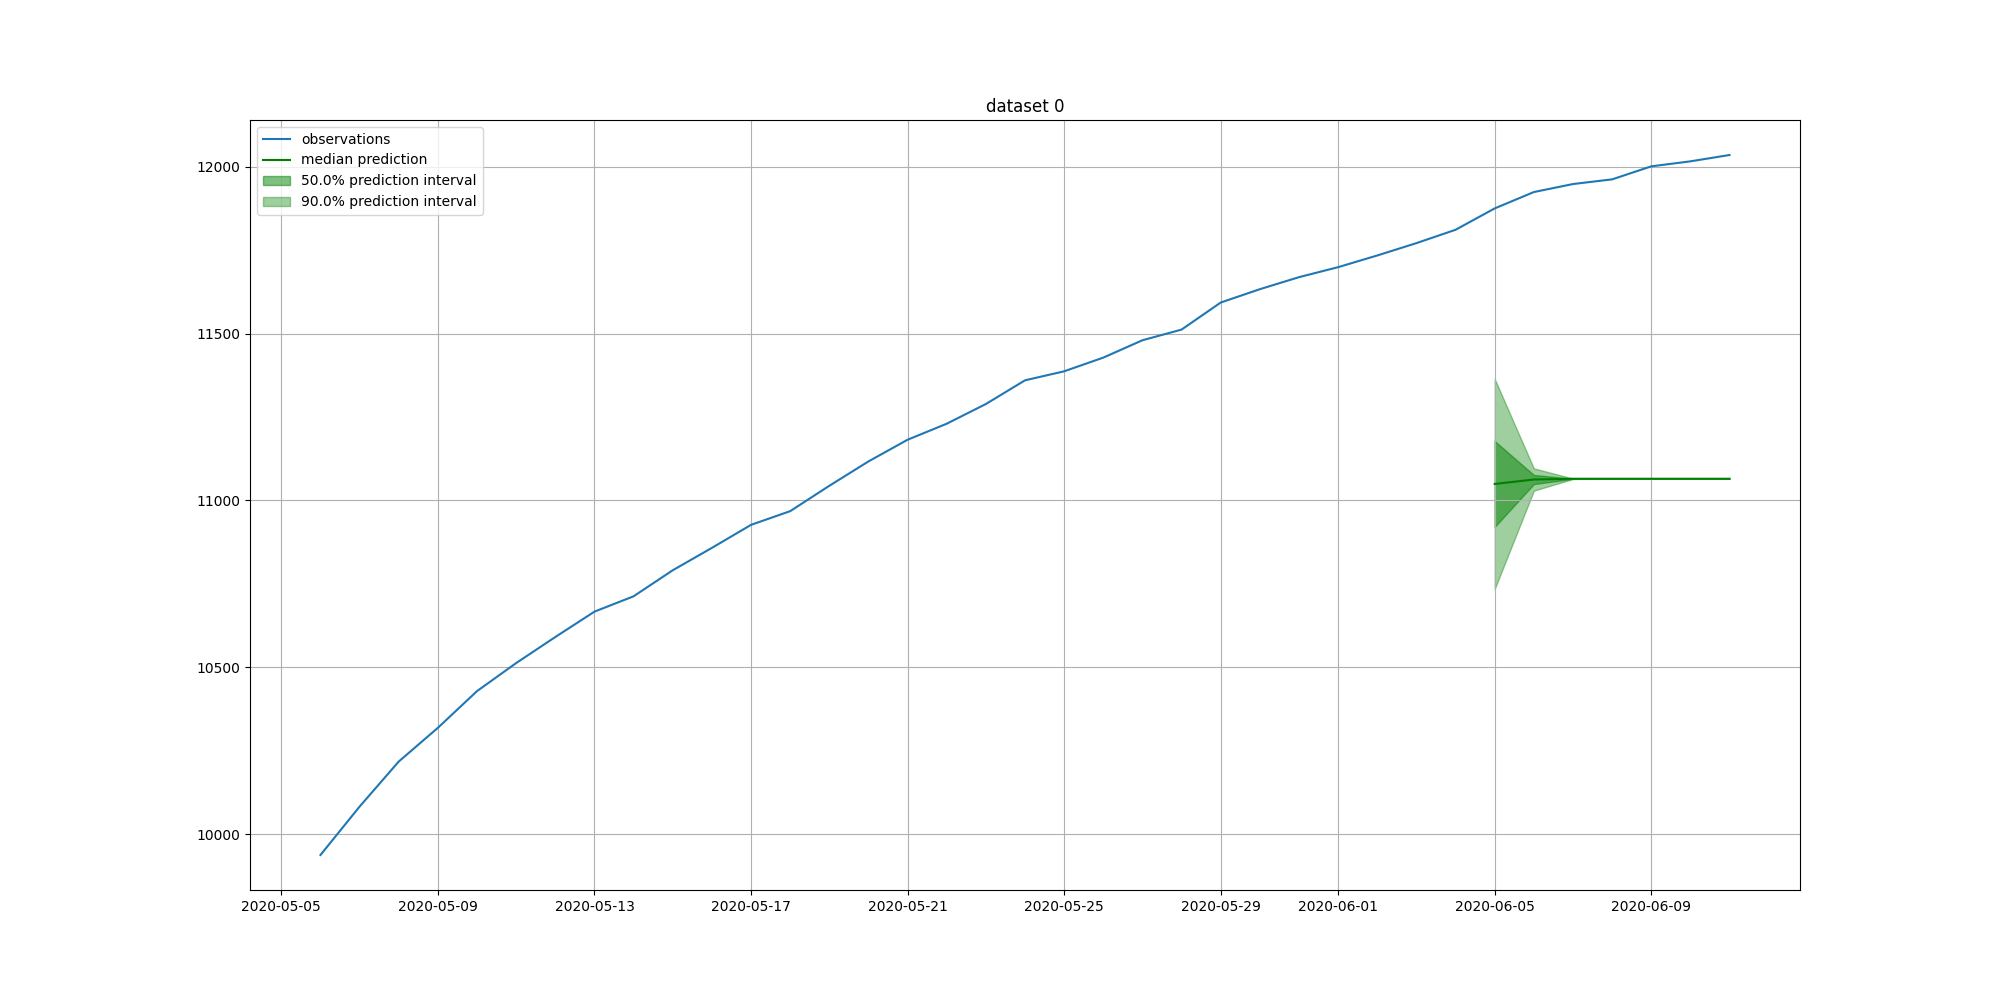 dataset 0
observations
median prediction
50.0% prediction interval
90.0% prediction interval
12000
11500
11000
10500
10000
2020-05-05 2020-05-09 2020-05-13 2020-05-17 2020-05-21 2020-05-25 2020-05-29 2020-06-01 2020-06-05 2020-06-09